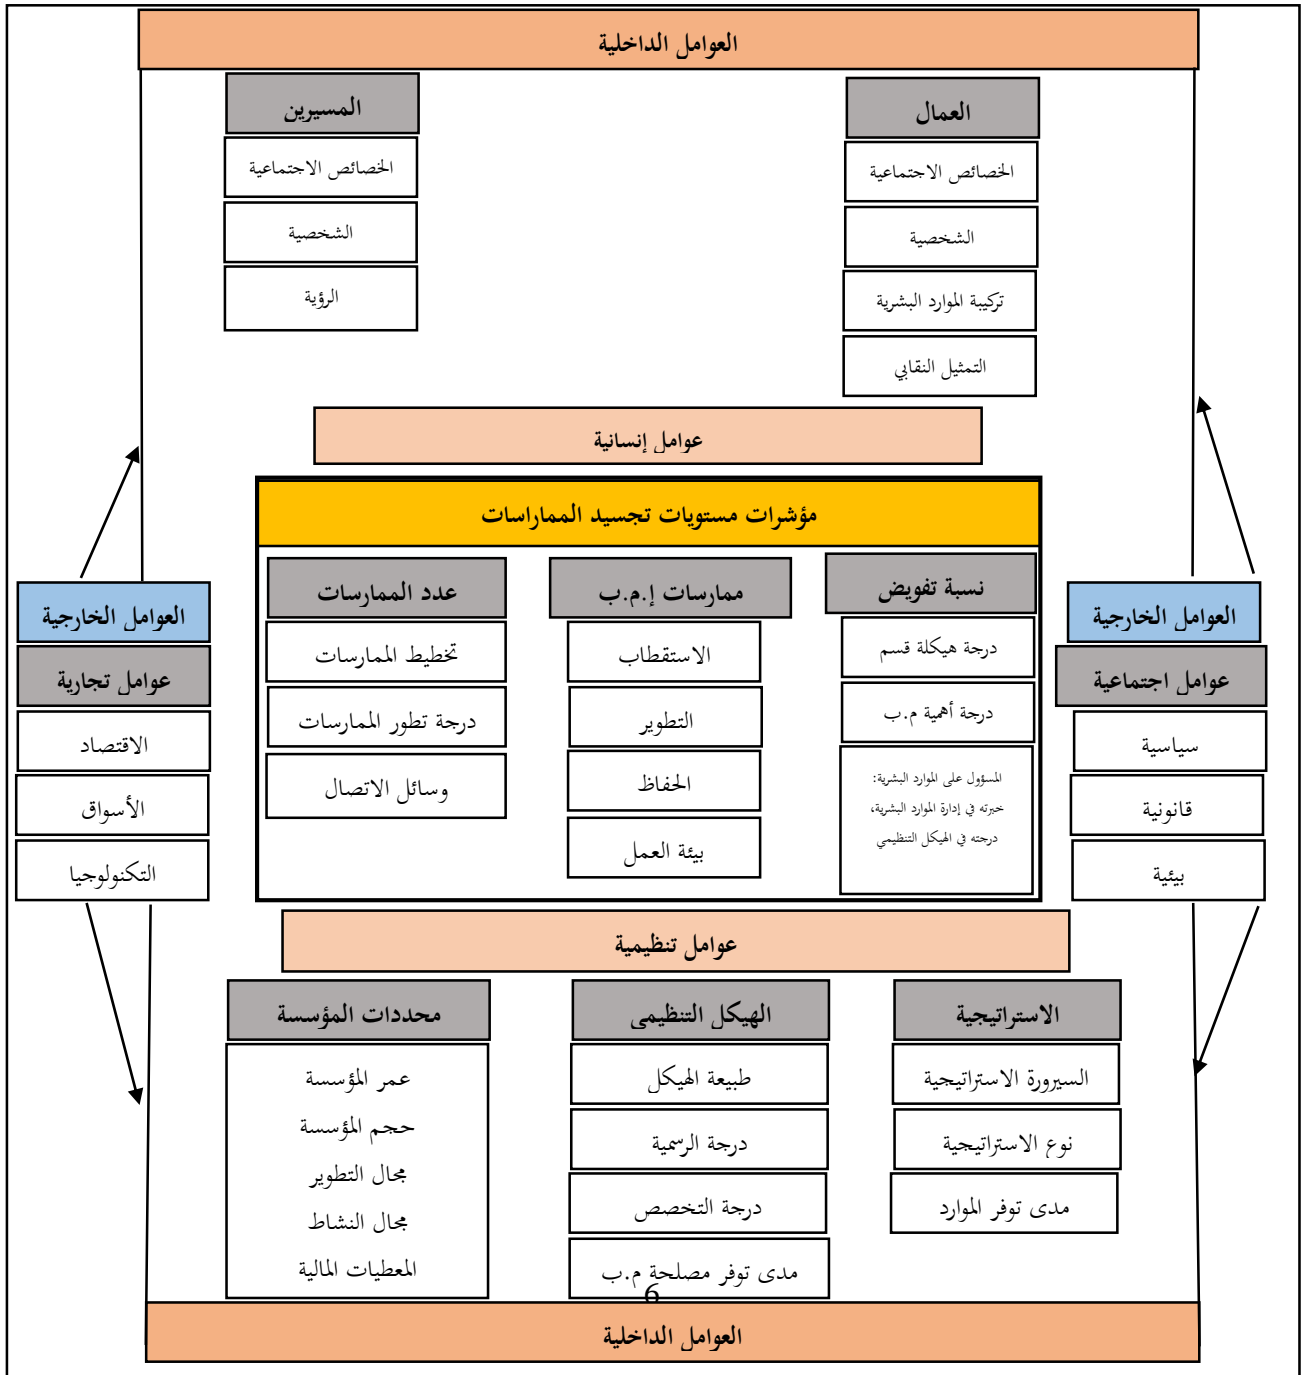 العوامل الداخلية
العمال
الخصائص الاجتماعية
الشخصية
تركيبة الموارد البشرية
التمثيل النقابي
المسيرين
الخصائص الاجتماعية
الشخصية
الرؤية
عوامل إنسانية
مؤشرات مستويات تجسيد المماراسات
نسبة تفويض
درجة هيكلة قسم
درجة أهمية م.ب
المسؤول على الموارد البشرية:
خبرته في إدارة الموارد البشرية،
درجته في الهيكل التنظيمي
ممارسات إ.م.ب
الاستقطاب
التطوير
الحفاظ
بيئة العمل
عدد الممارسات
تخطيط الممارسات
درجة تطور الممارسات
وسائل الاتصال
العوامل الخارجية
عوامل اجتماعية
سياسية
قانونية
بيئية
العوامل الخارجية
عوامل تجارية
الاقتصاد
الأسواق
التكنولوجيا
عوامل تنظيمية
الاستراتيجية
السيرورة الاستراتيجية
نوع الاستراتيجية
مدى توفر الموارد
الهيكل التنظيمي
طبيعة الهيكل
درجة الرسمية
درجة التخصص
مدى توفر مصلحة م.ب
محددات المؤسسة
عمر المؤسسة
حجم المؤسسة
مجال التطوير
مجال النشاط
المعطيات المالية
6
العوامل الداخلية